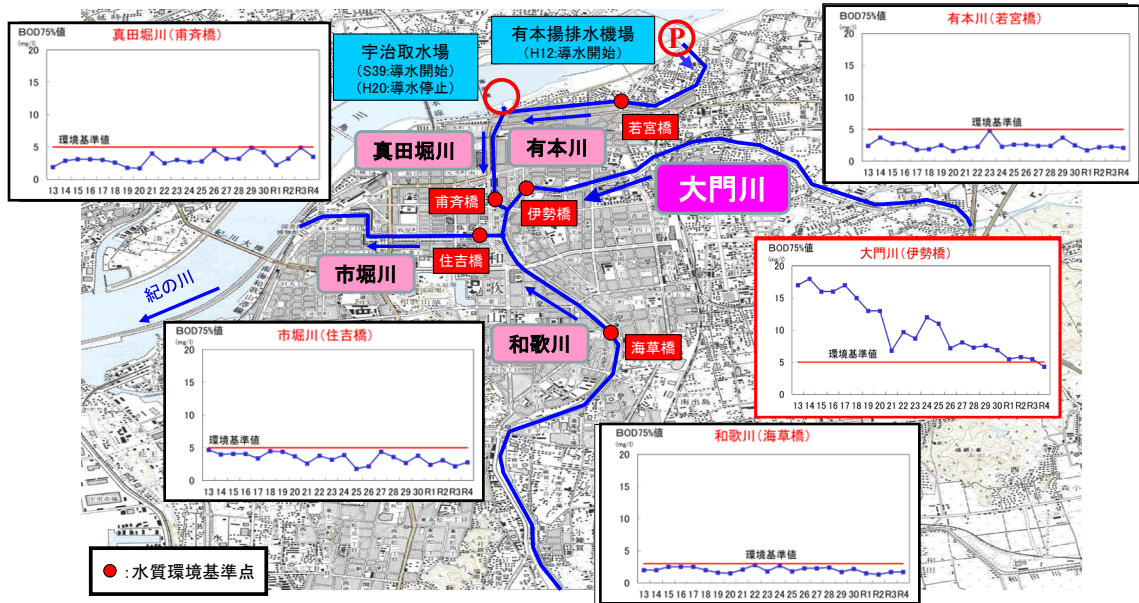 BOD75%値
(mg/l)
真田堀川(甫斉橋)
20
15
10
5
0
環境基準値
13 14 15 16 17 18 19 20 21 22 23 24 25 26 27 28 29 30 R1 R2 R3 R4
宇治取水場
(S39:導水開始)
(H20:導水停止)
有本揚排水機場
(H12:導水開始)
P
BOD75%値
(mg/l)
有本川(若宮橋)
20
15
10
5
0
環境基準値
13 14 15 16 17 18 19 20 21 22 23 24 25 26 27 28 29 30 R1 R2 R3 R4
若宮橋
真田堀川
有本川
大門川
甫斉橋
伊勢橋
住吉橋
市堀川
紀の川
紀川大橋
和歌川
海草橋
BOD75%値
(mg/l)
大門川(伊勢橋)
20
15
10
5
0
環境基準値
13 14 15 16 17 18 19 20 21 22 23 24 25 26 27 28 29 30 R1 R2 R3 R4
BOD75%値
(mg/l)
市堀川(住吉橋)
20
15
10
5
0
環境基準値
13 14 15 16 17 18 19 20 21 22 23 24 25 26 27 28 29 30 R1 R2 R3 R4
BOD75%値
(mg/l)
和歌川(海草橋)
20
15
10
5
0
環境基準値
13 14 15 16 17 18 19 20 21 22 23 24 25 26 27 28 29 30 R1 R2 R3 R4
:水質環境基準点